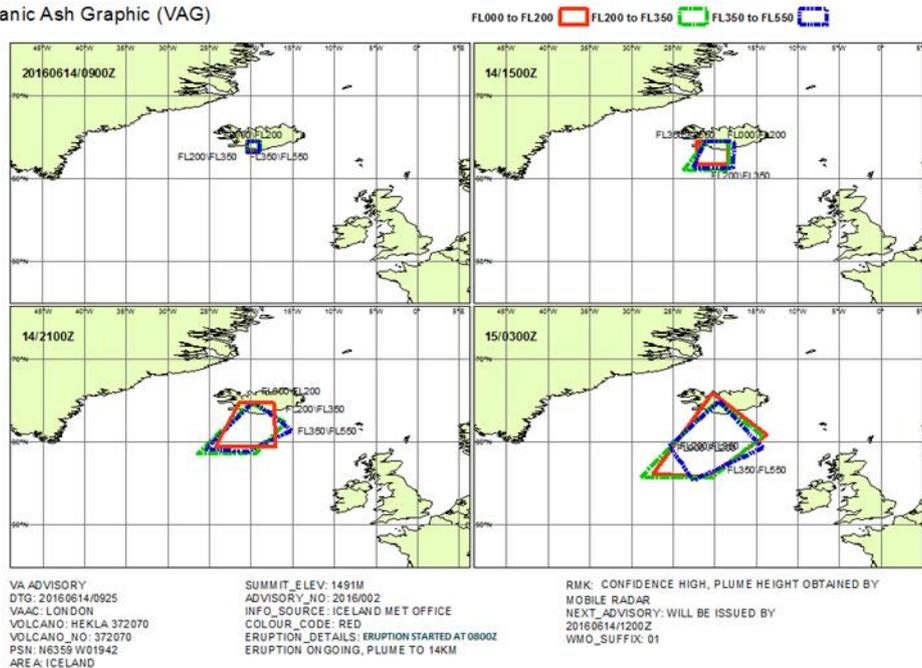 anic Ash Graphic (VAG)
FL000 to FL200 FL200 to FL350 FL350 to FL550
20160614/0900Z
FL200\FL350 FL350\FL550
14/1500Z
FL000\FL200
FL200\FL350
14/2100Z
FL000\FL200
FL200\FL350
FL350\FL550
15/0300Z
FL350\FL550
VA ADVISORY
DTG: 20160614/0925
VAAC: LONDON
VOLCANO: HEKLA 372070
VOLCANO_NO: 372070
PSN: N6359 W01942
AREA: ICELAND
SUMMIT_ELEV: 1491M
ADVISORY_NO: 2016/002
INFO_SOURCE: ICELAND MET OFFICE
COLOUR_CODE: RED
ERUPTION_DETAILS: ERUPTION STARTED AT 0800Z
ERUPTION ONGOING, PLUME TO 14KM
RMK: CONFIDENCE HIGH, PLUME HEIGHT OBTAINED BY
MOBILE RADAR
NEXT_ADVISORY: WILL BE ISSUED BY
20160614/1200Z
WMO_SUFFIX: 01